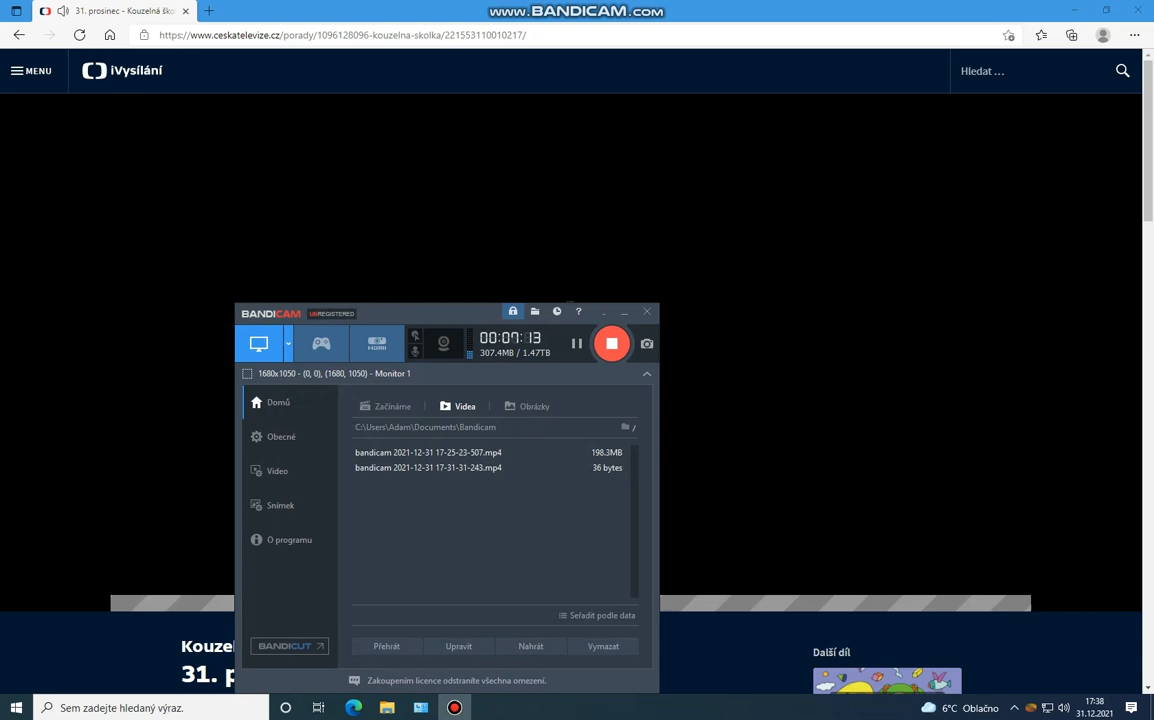 31. prosinec - Kouzelná ško
www.BANDICAM.com
https://www.ceskatelevize.cz/porady/1096128096-kouzelna-skolka/221553110010217/
MENU
iVysílání
Hledat ...
BANDICAM UNREGISTERED
HDMI
00:07:13
307.4MB / 1.47TB
1680x1050 - (0, 0), (1680, 1050) - Monitor 1
Domů
Obecné
Video
Snímek
O programu
BANDICUT
Začínáme
Videa
Obrázky
C:\Users\Adam\Documents\Bandicam
bandicam 2021-12-31 17-25-23-507.mp4 198.3MB
bandicam 2021-12-31 17-31-31-243.mp4 36 bytes
Seřadit podle data
Přehrát
Upravit
Nahrát
Vymazat
Zakoupením licence odstraníte všechna omezení.
Kouzel
31. p
Další díl
Sem zadejte hledaný výraz.
6°C Oblačno
17:38
31.12.2021